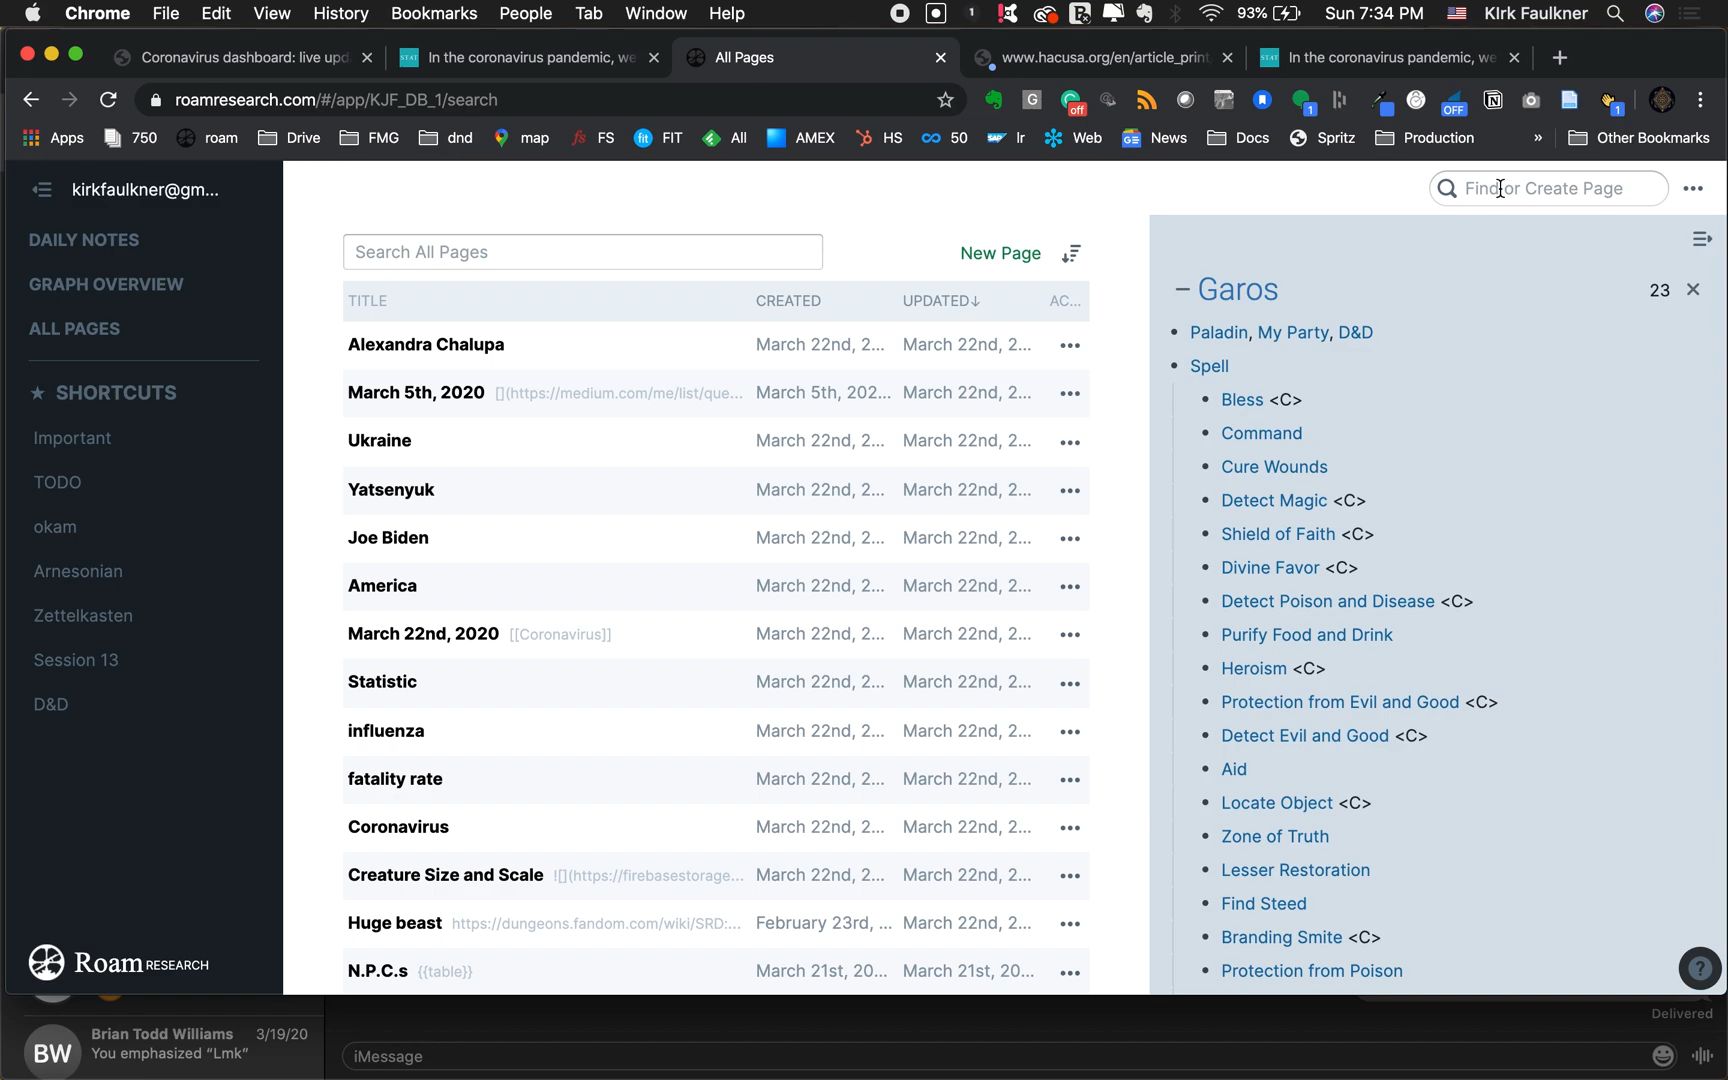 Chrome File Edit View History Bookmarks People Tab Window Help 1 93% Sun 7:34 PM KIrk Faulkner
Coronavirus dashboard: live upd
In the coronavirus pandemic, we
All Pages
www.hacusa.org/en/article_print
In the coronavirus pandemic, we
roamresearch.com/#/app/KJF_DB_1/search
off 1 OFF 1
Apps 750 roam Drive FMG dnd map FS FIT All AMEX HS 50 Ir Web News Docs Spritz Production » Other Bookmarks
kirkfaulkner@gm...
Find or Create Page
DAILY NOTES
GRAPH OVERVIEW
ALL PAGES
SHORTCUTS
Important
TODO
okam
Arnesonian
Zettelkasten
Session 13
D&D
Roam RESEARCH
Search All Pages
New Page
TITLE CREATED UPDATED↓ AC...
Alexandra Chalupa March 22nd, 2... March 22nd, 2...
March 5th, 2020 [](https://medium.com/me/list/que... March 5th, 202... March 22nd, 2...
Ukraine March 22nd, 2... March 22nd, 2...
Yatsenyuk March 22nd, 2... March 22nd, 2...
Joe Biden March 22nd, 2... March 22nd, 2...
America March 22nd, 2... March 22nd, 2...
March 22nd, 2020 [[Coronavirus]] March 22nd, 2... March 22nd, 2...
Statistic March 22nd, 2... March 22nd, 2...
influenza March 22nd, 2... March 22nd, 2...
fatality rate March 22nd, 2... March 22nd, 2...
Coronavirus March 22nd, 2... March 22nd, 2...
Creature Size and Scale ![](https://firebasestorage... March 22nd, 2... March 22nd, 2...
Huge beast https://dungeons.fandom.com/wiki/SRD:... February 23rd, ... March 22nd, 2...
N.P.C.s {{table}} March 21st, 20... March 21st, 20...
Garos 23
Paladin, My Party, D&D
Spell
Bless <C>
Command
Cure Wounds
Detect Magic <C>
Shield of Faith <C>
Divine Favor <C>
Detect Poison and Disease <C>
Purify Food and Drink
Heroism <C>
Protection from Evil and Good <C>
Detect Evil and Good <C>
Aid
Locate Object <C>
Zone of Truth
Lesser Restoration
Find Steed
Branding Smite <C>
Protection from Poison
Delivered
BW
Brian Todd Williams 3/19/20
You emphasized “Lmk”
iMessage